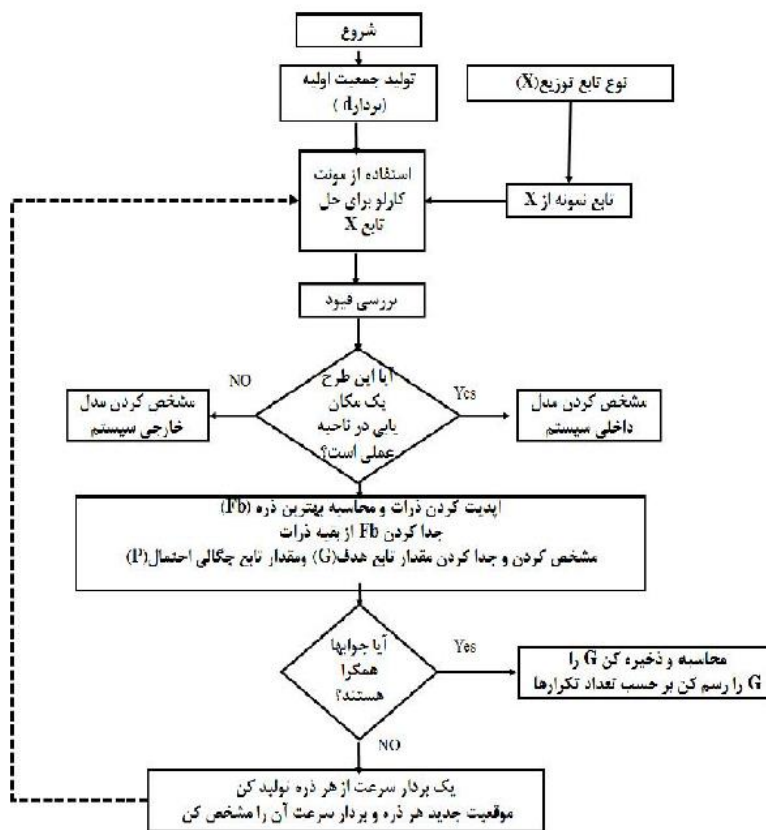 شروع
تولید جمعیت اولیه
(بردارd )
نوع تابع توزیع(X)
استفاده از مونت
کارلو برای حل
تابع X
تابع نمونه از X
بررسی قیود
آیا این طرح
یک مکان
یابی در ناحیه
عملی است؟
NO
Yes
مشخص کردن مدل
خارجی سیستم
مشخص کردن مدل
داخلی سیستم
اپدیت کردن ذرات و محاسبه بهترین ذره (Fb)
جدا کردن Fb از بقیه ذرات
مشخص کردن و جدا کردن مقدار تابع هدف(G) ومقدار تابع چگالی احتمال(P)
آیا جوابها
همگرا
هستند؟
Yes
محاسبه و ذخیره کن G را
G را رسم کن بر حسب تعداد تکرارها
NO
یک بردار سرعت از هر ذره تولید کن
موقعیت جدید هر ذره و بردار سرعت آن را مشخص کن